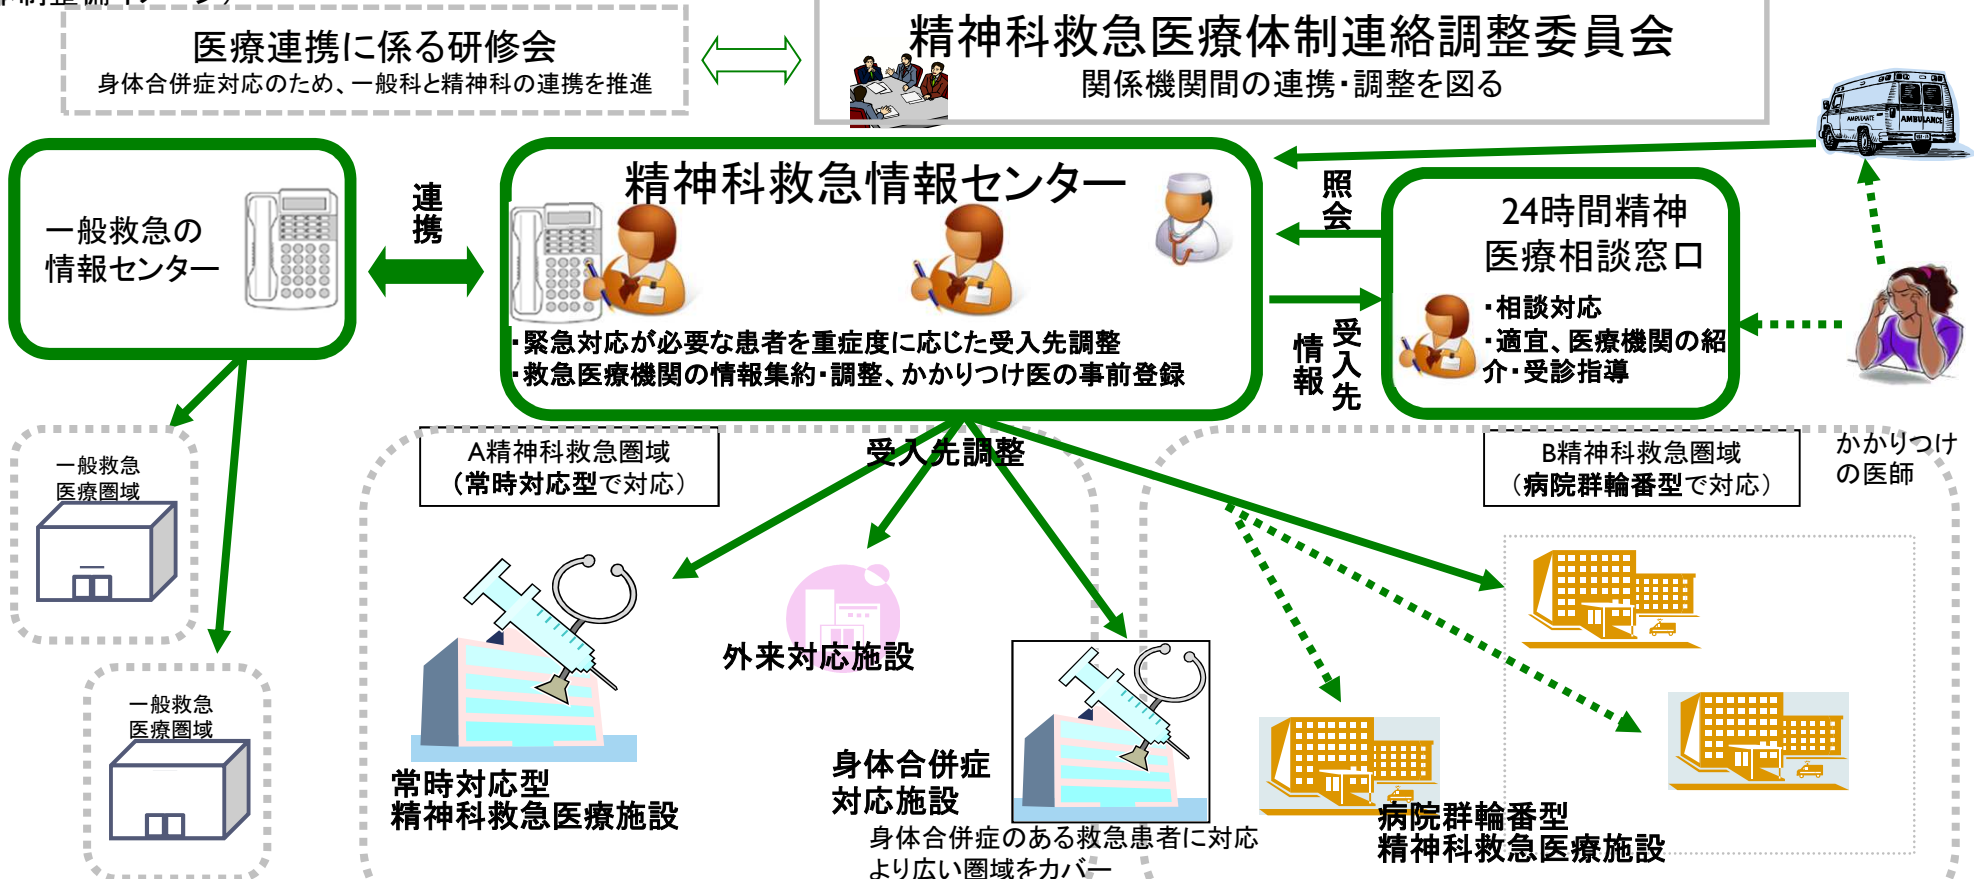 医療連携に係る研修会
身体合併症対応のため、一般科と精神科の連携を推進
精神科救急医療体制連絡調整委員会
関係機関間の連携・調整を図る
AMBULANCE
AMBULANCE
一般救急の
情報センター
連携
精神科救急情報センター
・緊急対応が必要な患者を重症度に応じた受入先調整
・救急医療機関の情報集約・調整、かかりつけ医の事前登録
照会
受入先
情報
24時間精神
医療相談窓口
・相談対応
・適宜、医療機関の紹
介・受診指導
かかりつけ
の医師
一般救急
医療圏域
一般救急
医療圏域
A精神科救急圏域
（常時対応型で対応）
受入先調整
B精神科救急圏域
（病院群輪番型で対応）
常時対応型
精神科救急医療施設
外来対応施設
身体合併症
対応施設
身体合併症のある救急患者に対応
より広い圏域をカバー
病院群輪番型
精神科救急医療施設